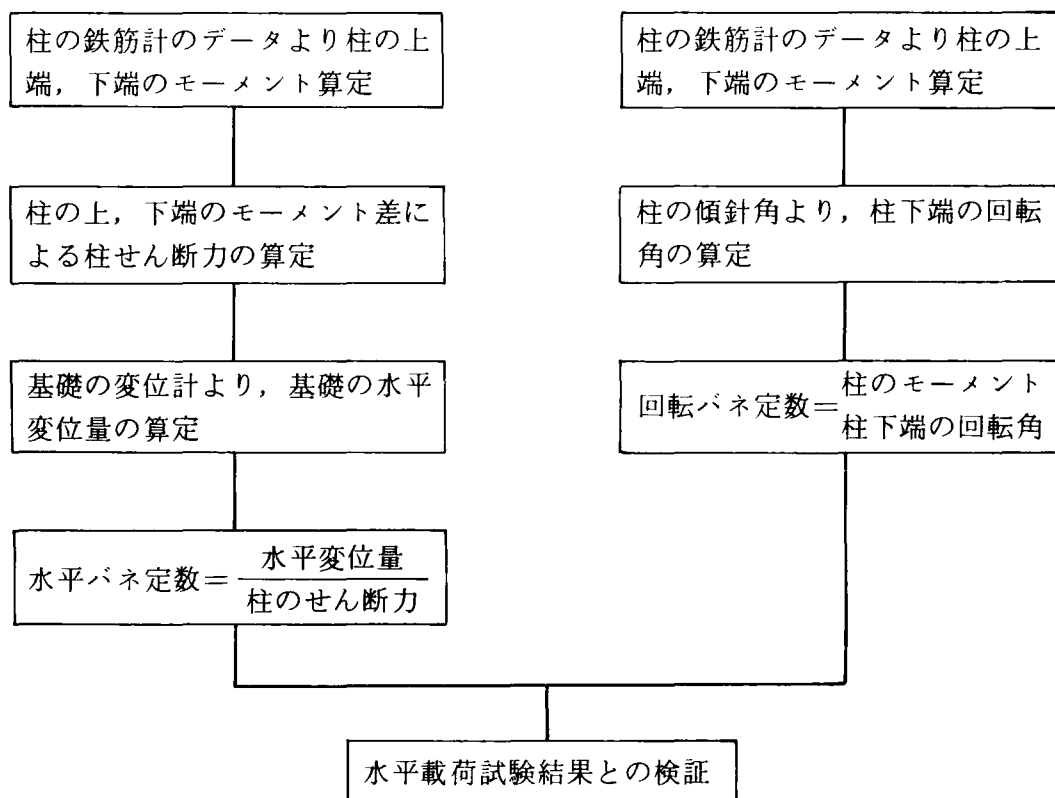 柱の鉄筋計のデータより柱の上
端，下端のモーメント算定
柱の上，下端のモーメント差に
よる柱せん断力の算定
基礎の変位計より，基礎の水平
変位量の算定
水平バネ定数＝水平変位量
柱のせん断力
柱の鉄筋計のデータより柱の上
端，下端のモーメント算定
柱の傾針角より，柱下端の回転
角の算定
回転バネ定数＝柱のモーメント
柱下端の回転角
水平載荷試験結果との検証